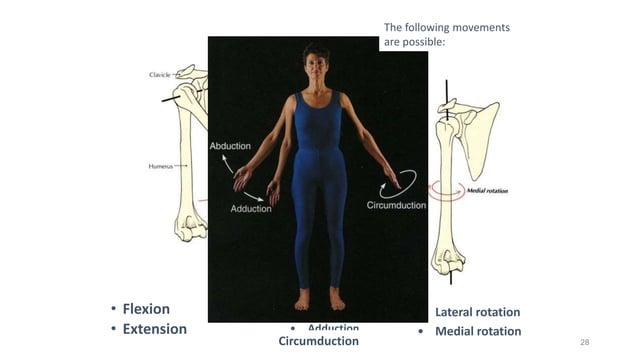 The following movements
are possible:
Clavicle
Humerus
Abduction
Adduction
Circumduction
Medial rotation
• Flexion
• Extension
• Adduction
Circumduction
Lateral rotation
• Medial rotation
28